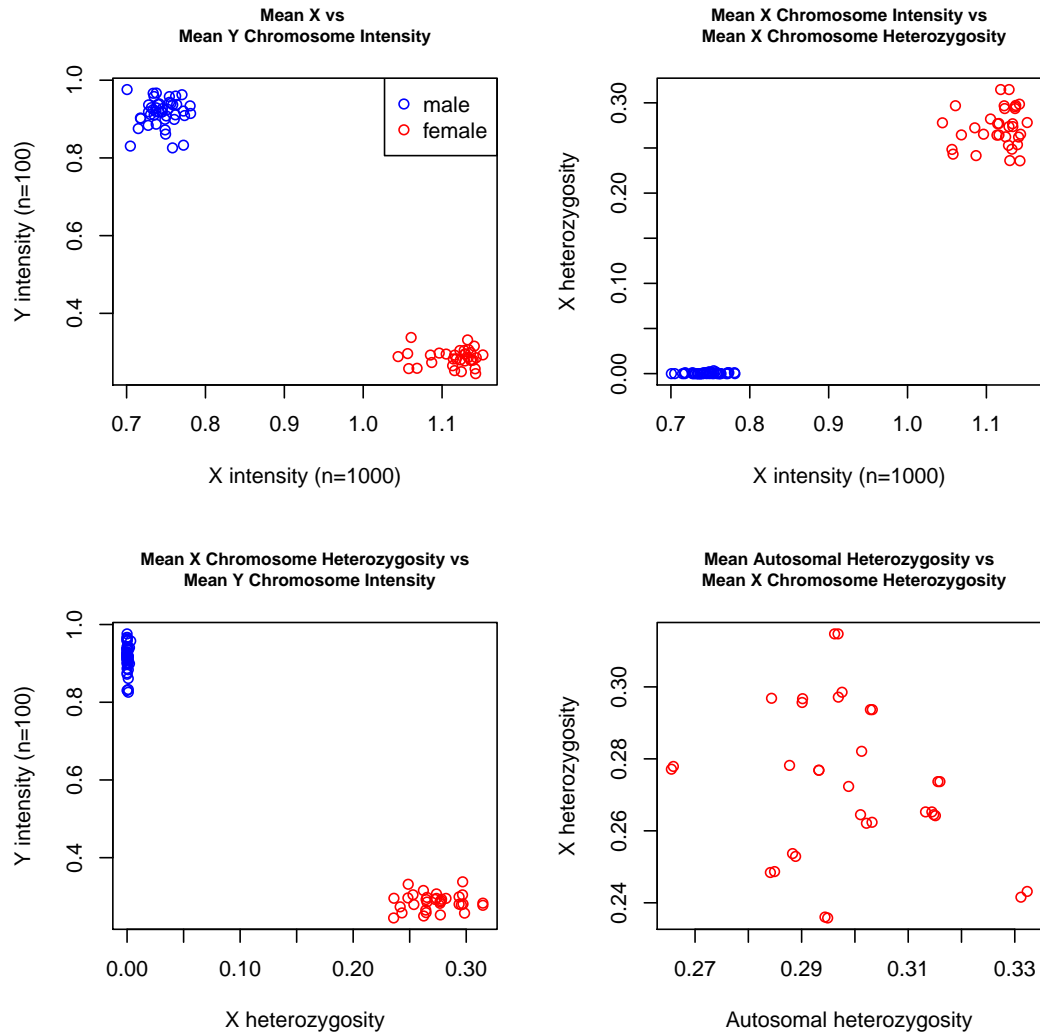 Mean X vs
Mean Y Chromosome Intensity
Y intensity (n=100)
1.0
0.8
0.6
0.4
male
female
0.7 0.8 0.9 1.0 1.1
X intensity (n=1000)
Mean X Chromosome Intensity vs
Mean X Chromosome Heterozygosity
X heterozygosity
0.30
0.20
0.10
0.00
0.7 0.8 0.9 1.0 1.1
X intensity (n=1000)
Mean X Chromosome Heterozygosity vs
Mean Y Chromosome Intensity
Y intensity (n=100)
1.0
0.8
0.6
0.4
0.00 0.10 0.20 0.30
X heterozygosity
Mean Autosomal Heterozygosity vs
Mean X Chromosome Heterozygosity
X heterozygosity
0.30
0.28
0.26
0.24
0.27 0.29 0.31 0.33
Autosomal heterozygosity